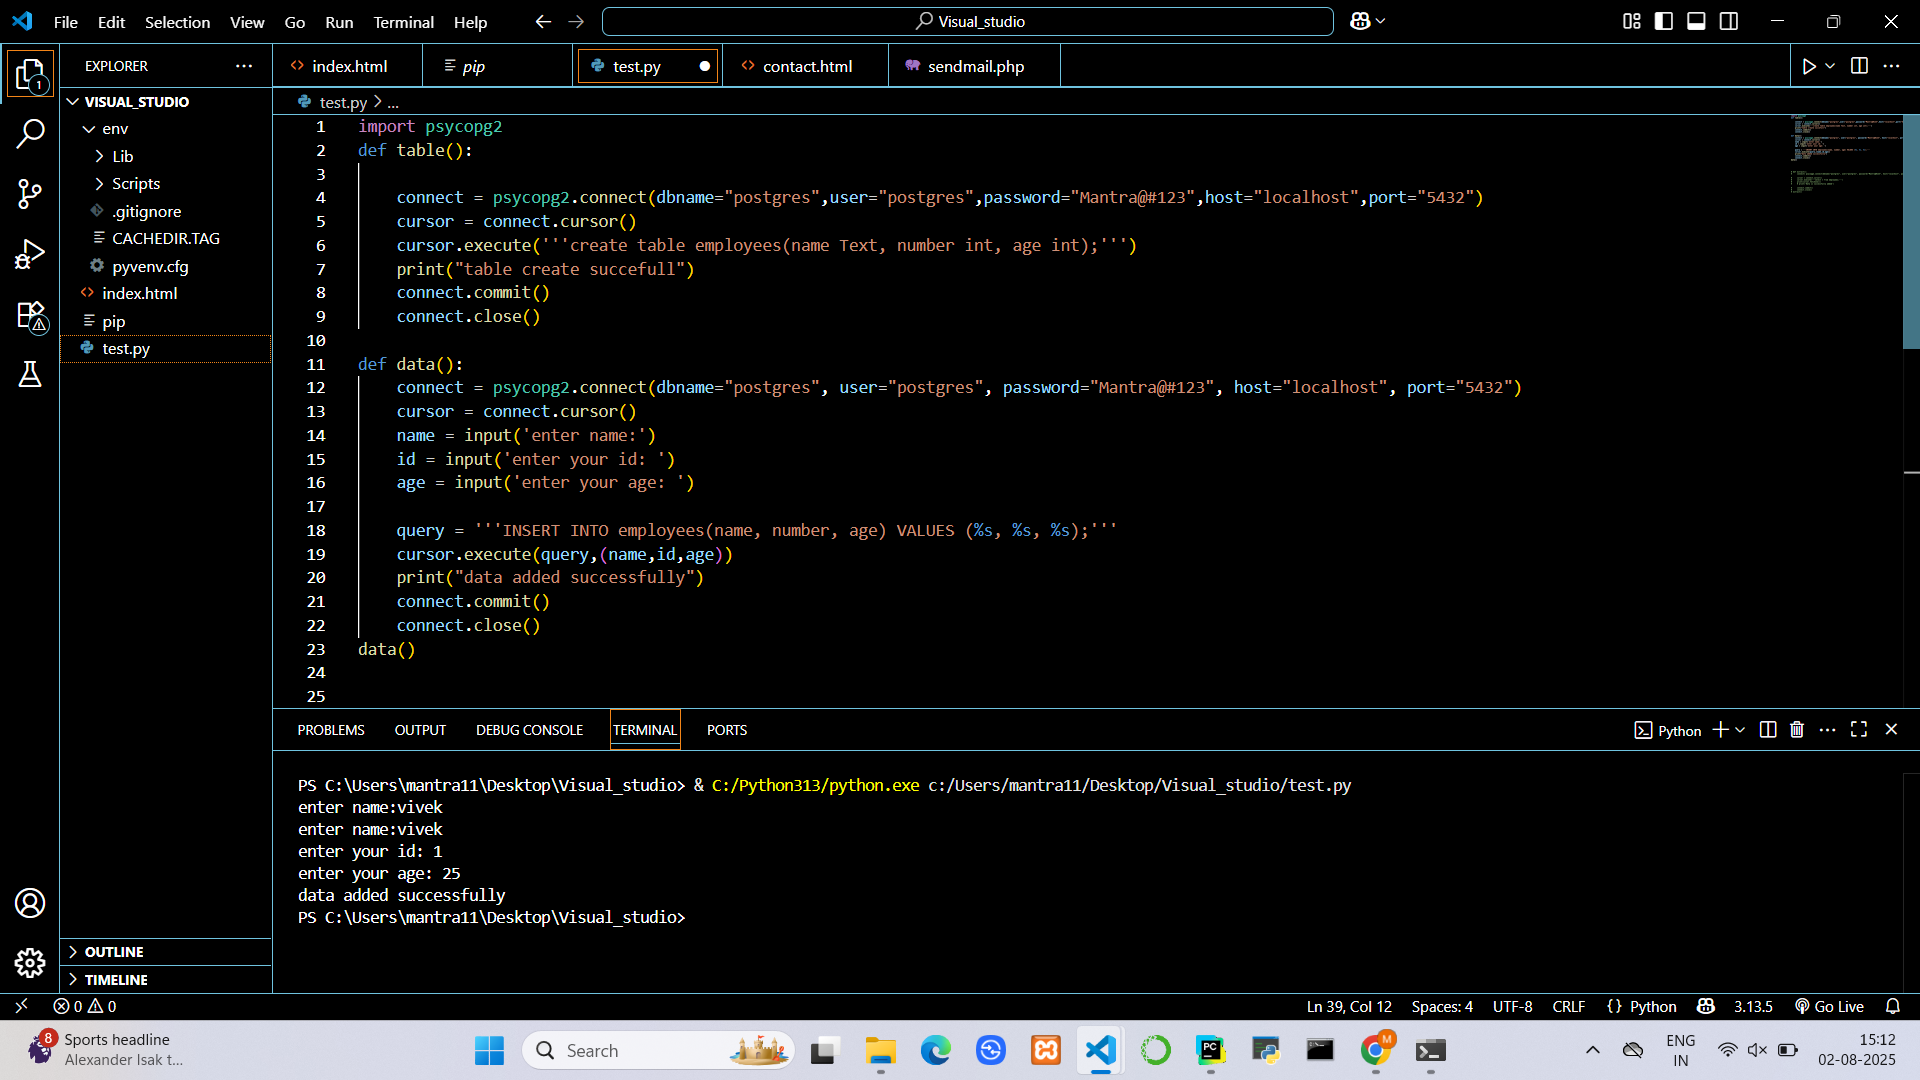 File Edit Selection View Go Run Terminal Help
Visual_studio
EXPLORER
index.html
pip
test.py
contact.html
sendmail.php
1
VISUAL_STUDIO
env
Lib
Scripts
.gitignore
CACHEDIR.TAG
pyvenv.cfg
index.html
pip
test.py
OUTLINE
TIMELINE
test.py > ...
1 import psycopg2
2 def table():
3
4 connect = psycopg2.connect(dbname="postgres",user="postgres",password="Mantra@#123",host="localhost",port="5432")
5 cursor = connect.cursor()
6 cursor.execute('''create table employees(name Text, number int, age int);''')
7 print("table create succefull")
8 connect.commit()
9 connect.close()
10
11 def data():
12 connect = psycopg2.connect(dbname="postgres", user="postgres", password="Mantra@#123", host="localhost", port="5432")
13 cursor = connect.cursor()
14 name = input('enter name:')
15 id = input('enter your id: ')
16 age = input('enter your age: ')
17
18 query = '''INSERT INTO employees(name, number, age) VALUES (%s, %s, %s);'''
19 cursor.execute(query,(name,id,age))
20 print("data added successfully")
21 connect.commit()
22 connect.close()
23 data()
24
25
PROBLEMS OUTPUT DEBUG CONSOLE TERMINAL PORTS
Python
PS C:\Users\mantra11\Desktop\Visual_studio> & C:/Python313/python.exe c:/Users/mantra11/Desktop/Visual_studio/test.py
enter name:vivek
enter name:vivek
enter your id: 1
enter your age: 25
data added successfully
PS C:\Users\mantra11\Desktop\Visual_studio>
0 0
Ln 39, Col 12 Spaces: 4 UTF-8 CRLF {} Python 3.13.5 Go Live
8
Sports headline
Alexander Isak t...
Search
PC
M
ENG
IN
15:12
02-08-2025